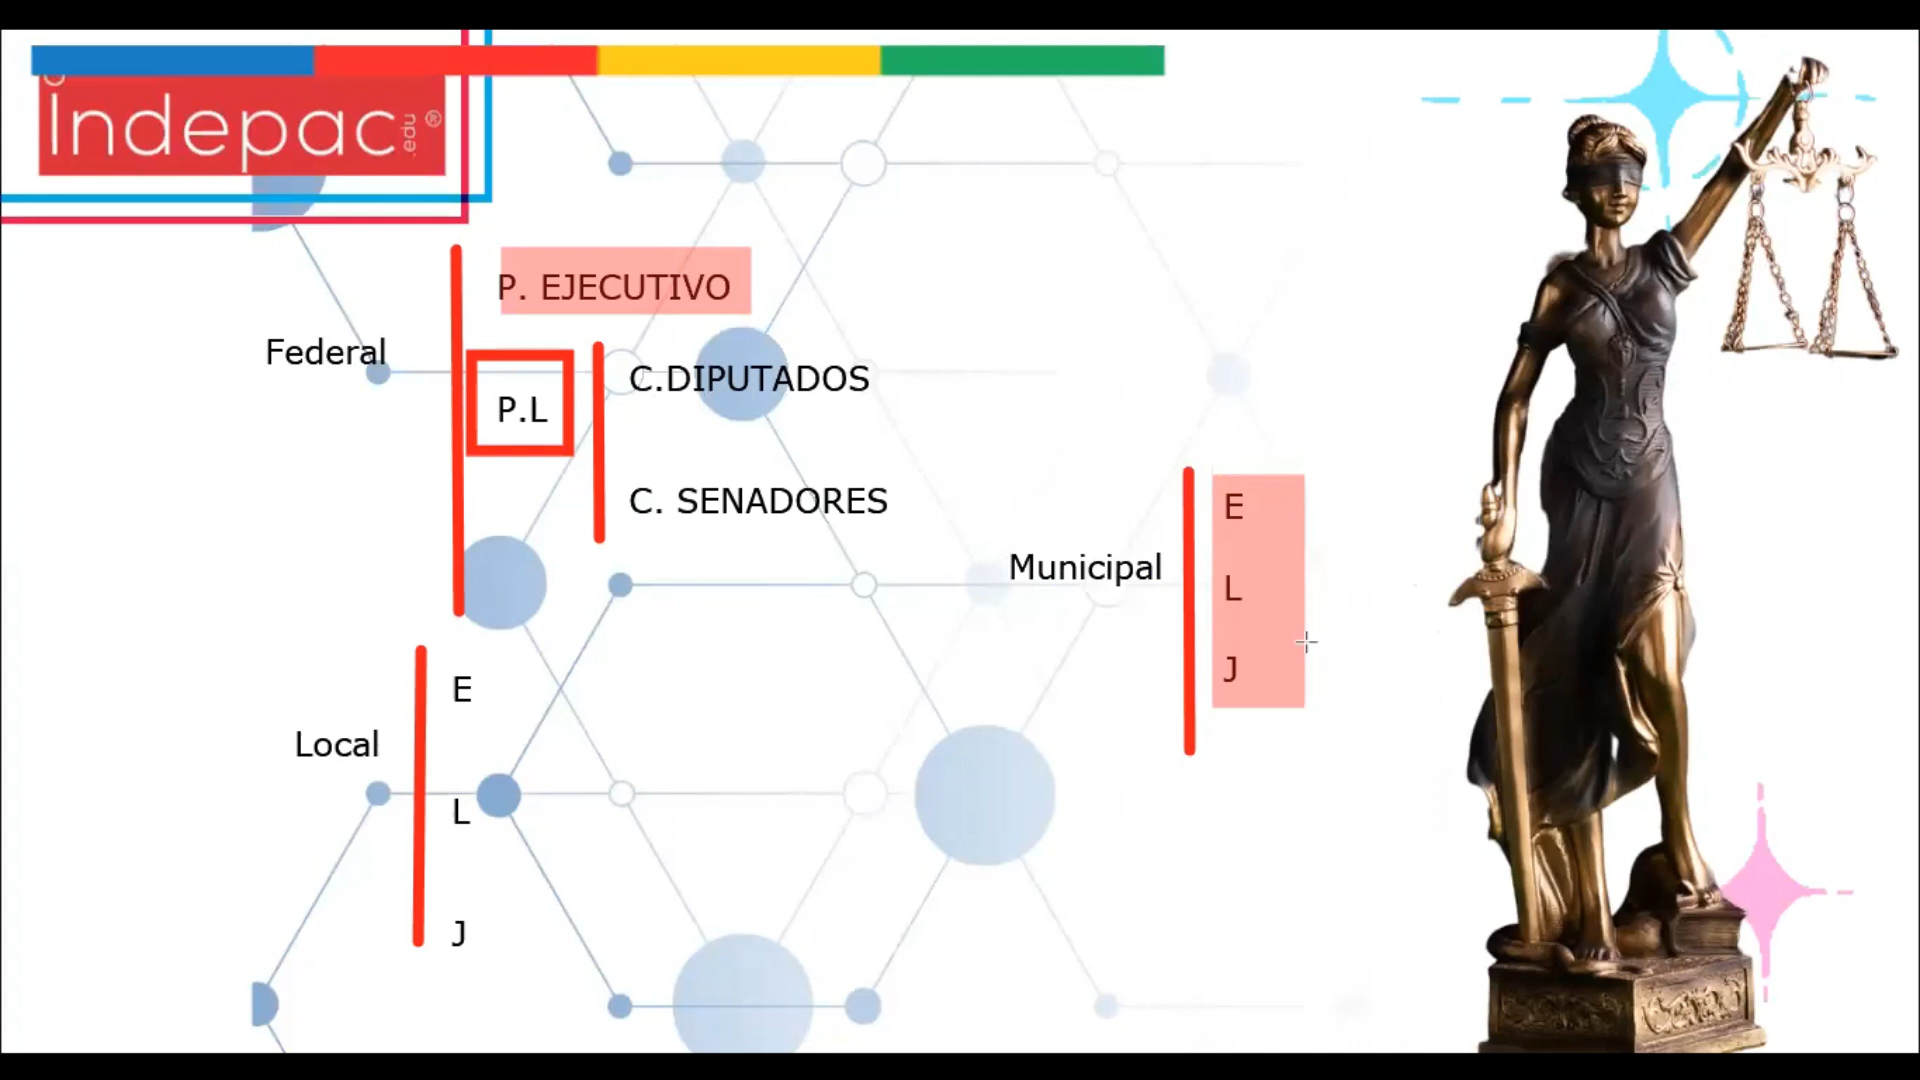 indepac
.edu
®
P. EJECUTIVO
Federal
P.L
C.DIPUTADOS
C. SENADORES
Local
E
L
J
Municipal
E
L
J